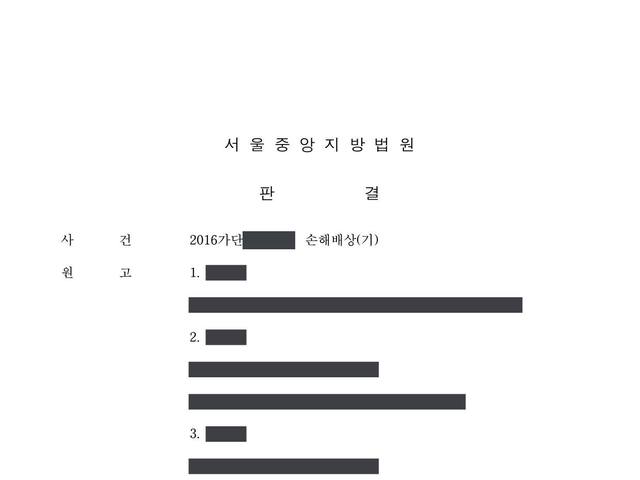 서 울 중 앙 지 방 법 원
판 결
사 건 2016가단 손해배상(기)
원 고 1.
2.
3.